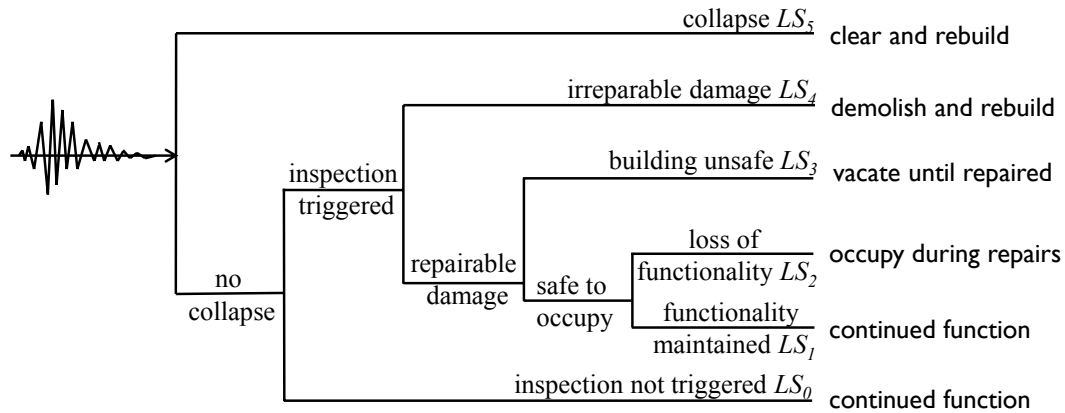 collapse LS5
clear and rebuild
irreparable damage LS4
demolish and rebuild
building unsafe LS3
vacate until repaired
inspection
triggered
loss of
functionality LS2
occupy during repairs
repairable
damage
safe to
occupy
no
collapse
functionality
maintained LS1
continued function
inspection not triggered LS0
continued function